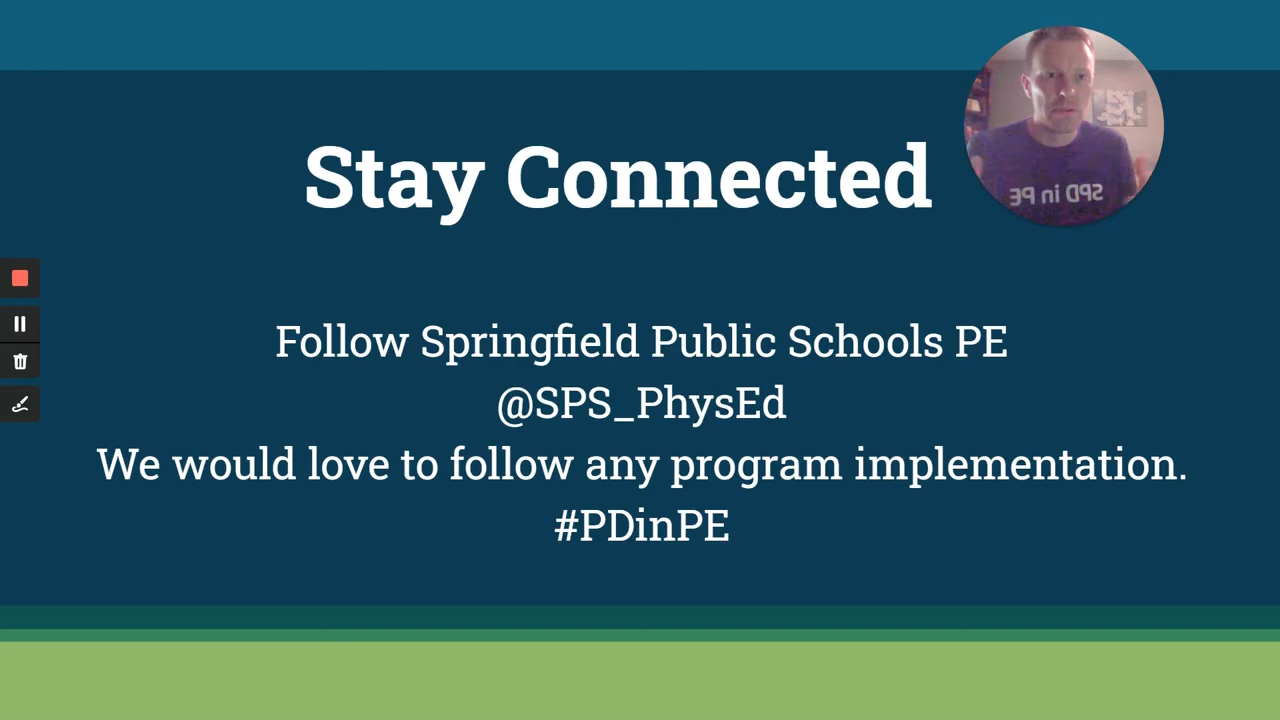 Stay Connected
SPD in PE
Follow Springfield Public Schools PE
@SPS_PhysEd
We would love to follow any program implementation.
#PDinPE